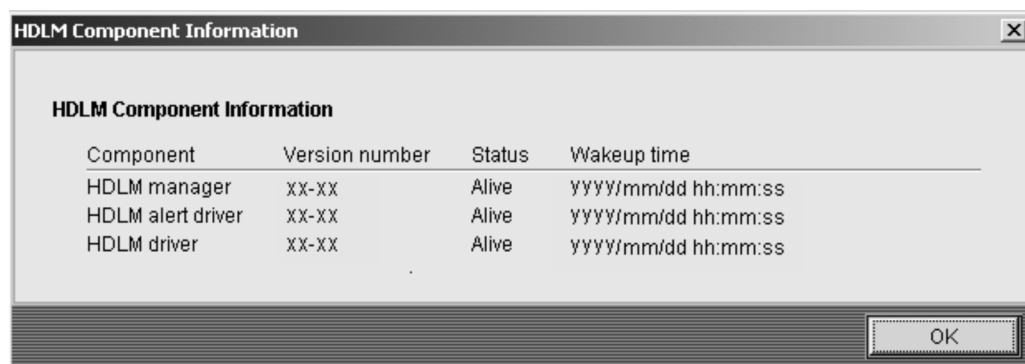 HDLM Component Information
HDLM Component Information
Component Version number Status Wakeup time
HDLM manager XX-XX Alive yyyy/mm/dd hh:mm:ss
HDLM alert driver XX-XX Alive yyyy/mm/dd hh:mm:ss
HDLM driver XX-XX Alive yyyy/mm/dd hh:mm:ss
OK